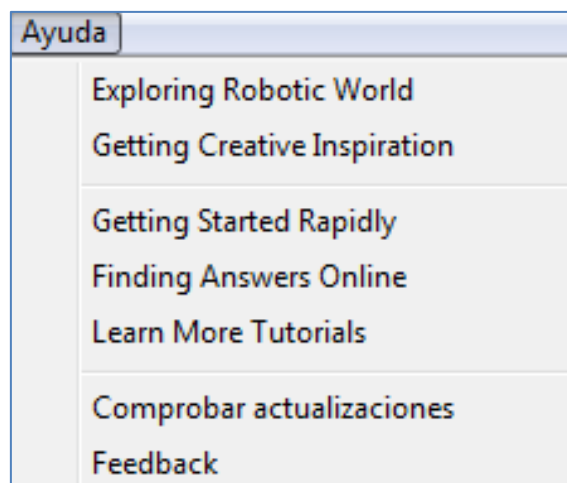 Ayuda
Exploring Robotic World
Getting Creative Inspiration
Getting Started Rapidly
Finding Answers Online
Learn More Tutorials
Comprobar actualizaciones
Feedback